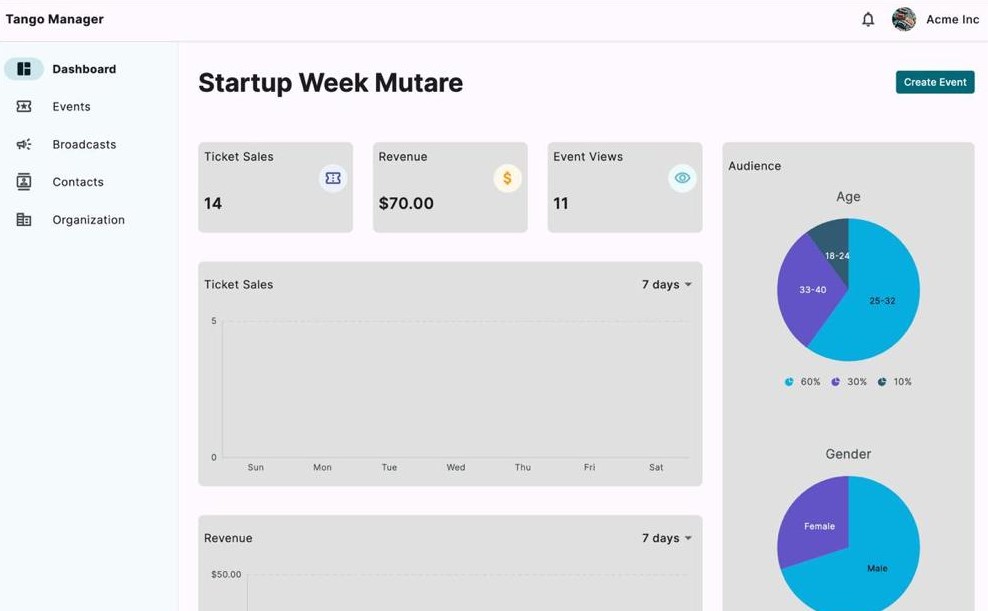 Tango Manager
Acme Inc
Dashboard
Events
Broadcasts
Contacts
Organization
Startup Week Mutare
Create Event
Ticket Sales
14
Revenue
$70.00
Event Views
11
Ticket Sales
7 days
5
0
Sun Mon Tue Wed Thu Fri Sat
Revenue
7 days
$50.00
Audience
Age
18-24
33-40
25-32
60% 30% 10%
Gender
Female
Male